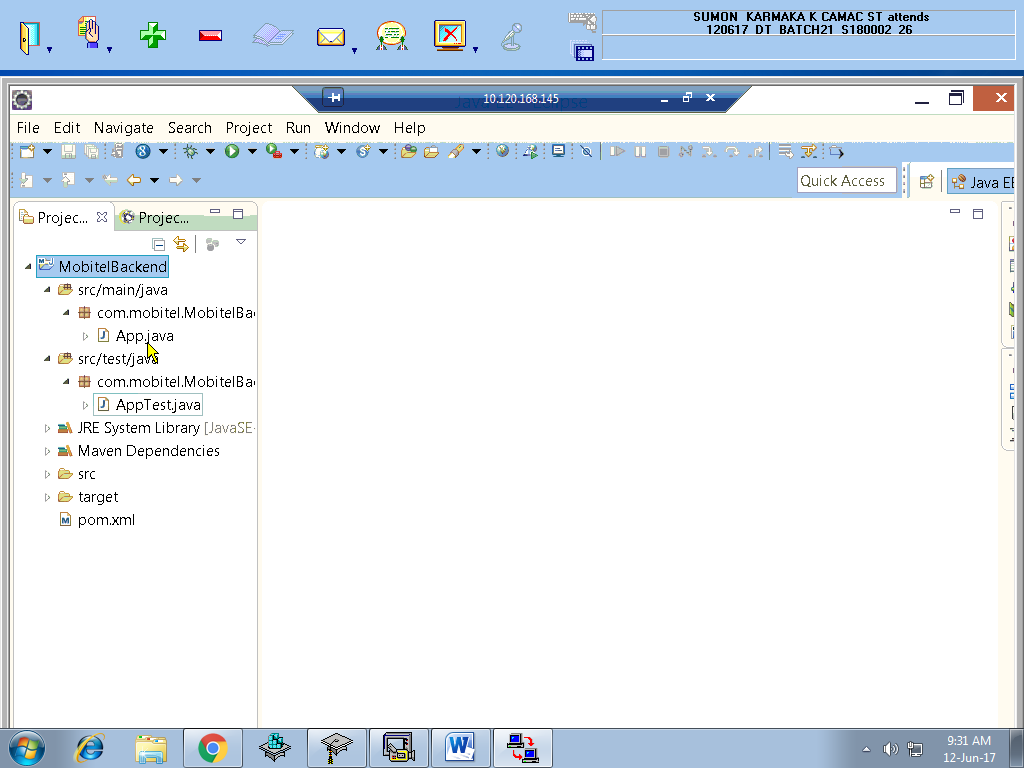 SUMON KARMAKA K CAMAC ST attends
120617 DT BATCH21 S180002 26
10.120.168.145
File Edit Navigate Search Project Run Window Help
Quick Access
Java EE
Projec...
Projec...
MobitelBackend
src/main/java
com.mobitel.MobitelBa
App.java
src/test/java
com.mobitel.MobitelBa
AppTest.java
JRE System Library [JavaSE-
Maven Dependencies
src
target
pom.xml
9:31 AM
12-Jun-17